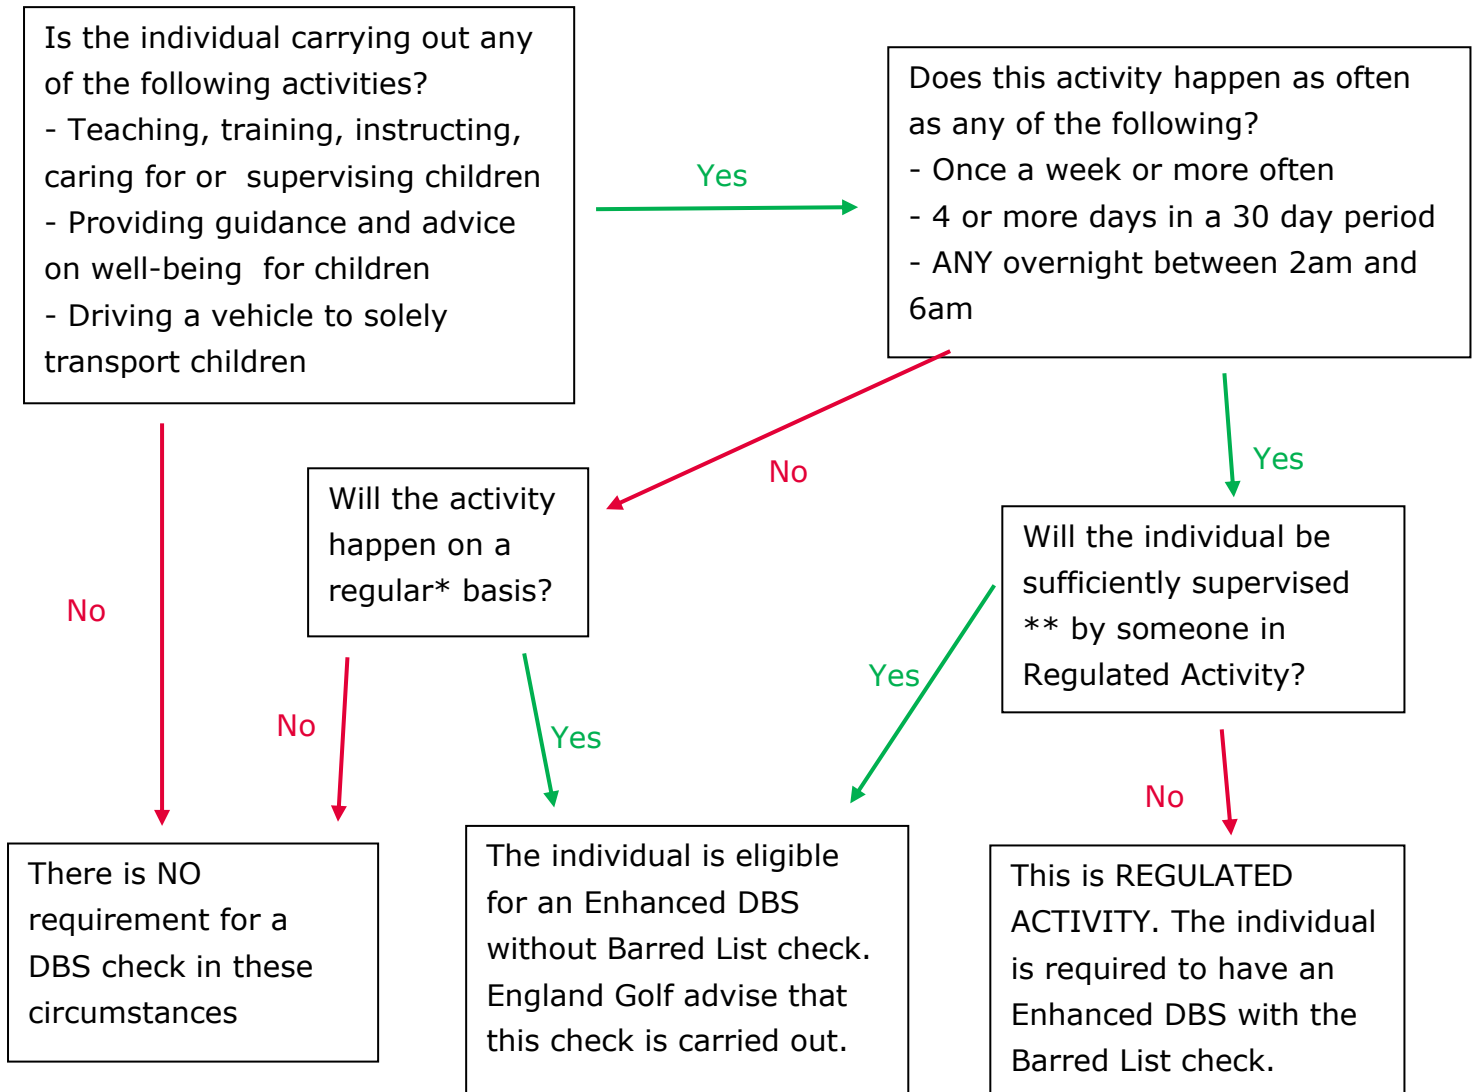 Is the individual carrying out any
of the following activities?
- Teaching, training, instructing,
caring for or supervising children
- Providing guidance and advice
on well-being for children
- Driving a vehicle to solely
transport children
Yes
Does this activity happen as often
as any of the following?
- Once a week or more often
- 4 or more days in a 30 day period
- ANY overnight between 2am and
6am
No
No
Yes
Will the activity
happen on a
regular* basis?
Will the individual be
sufficiently supervised
** by someone in
Regulated Activity?
No
Yes
Yes
No
There is NO
requirement for a
DBS check in these
circumstances
The individual is eligible
for an Enhanced DBS
without Barred List check.
England Golf advise that
this check is carried out.
This is REGULATED
ACTIVITY. The individual
is required to have an
Enhanced DBS with the
Barred List check.